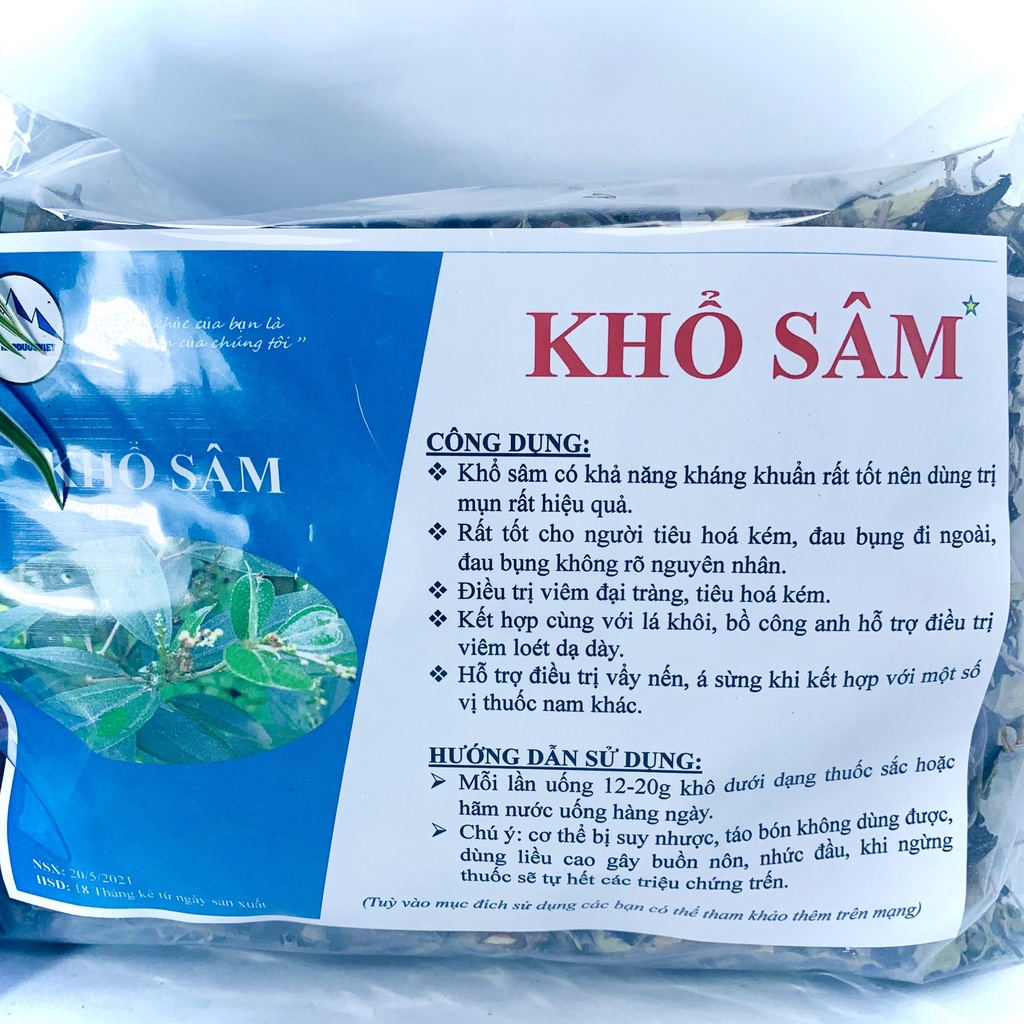 của bạn là
của chúng tôi "
KHỔ SÂM
KHỔ SÂM
CÔNG DỤNG:
❖ Khổ sâm có khả năng kháng khuẩn rất tốt nên dùng trị
mụn rất hiệu quả.
❖ Rất tốt cho người tiêu hoá kém, đau bụng đi ngoài,
đau bụng không rõ nguyên nhân.
❖ Điều trị viêm đại tràng, tiêu hoá kém.
❖ Kết hợp cùng với lá khôi, bồ công anh hỗ trợ điều trị
viêm loét dạ dày.
❖ Hỗ trợ điều trị vẩy nến, á sừng khi kết hợp với một số
vị thuốc nam khác.
HƯỚNG DẪN SỬ DỤNG:
➢ Mỗi lần uống 12-20g khô dưới dạng thuốc sắc hoặc
hãm nước uống hàng ngày.
➢ Chú ý: cơ thể bị suy nhược, táo bón không dùng được,
dùng liều cao gây buồn nôn, nhức đầu, khi ngừng
thuốc sẽ tự hết các triệu chứng trến.
(Tuỳ vào mục đích sử dụng các bạn có thể tham khảo thêm trên mạng)
NSX: 20/5/2021
HSD: 18 Tháng kể từ ngày sản xuất